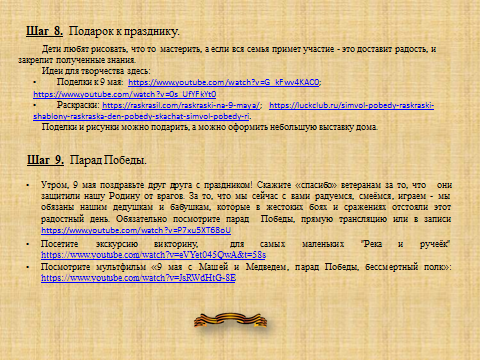 Шаг 8. Подарок к празднику.
Дети любят рисовать, что то мастерить, а если вся семья примет участие - это доставит радость, и
закрепит полученные знания.
Идеи для творчества здесь:
• Поделки к 9 мая: https://www.youtube.com/watch?v=G_kFwv4KAC0;
https://www.youtube.com/watch?v=0s_UfYFkYt0
• Раскраски: https://raskrasil.com/raskraski-na-9-maya/; https://luckclub.ru/simvol-pobedy-raskraski-
shablony-raskraska-den-pobedy-skachat-simvol-pobedy-ri.
Поделки и рисунки можно подарить, а можно оформить небольшую выставку дома.
Шаг 9. Парад Победы.
• Утром, 9 мая поздравьте друг друга с праздником! Скажите «спасибо» ветеранам за то, что они
защитили нашу Родину от врагов. За то, что мы сейчас с вами радуемся, смеёмся, играем - мы
обязаны нашим дедушкам и бабушкам, которые в жестоких боях и сражениях отстояли этот
радостный день. Обязательно посмотрите парад Победы, прямую трансляцию или в записи
https://www.youtube.com/watch?v=P7xu5XT68oU
• Посетите экскурсию викторину, для самых маленьких "Река и ручеёк"
https://www.youtube.com/watch?v=eVYet045QwA&t=58s
• Посмотрите мультфильм «9 мая с Машей и Медведем, парад Победы, бессмертный полк»:
https://www.youtube.com/watch?v=JsRWdHtG-8E